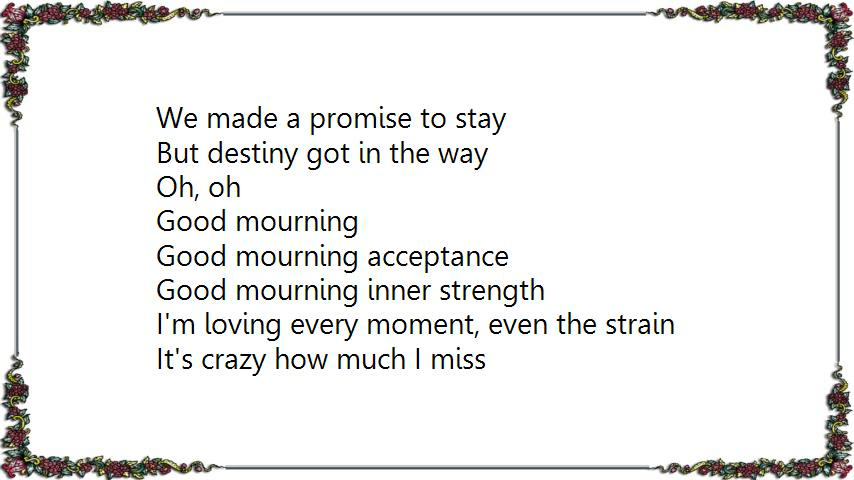 We made a promise to stay
But destiny got in the way
Oh, oh
Good mourning
Good mourning acceptance
Good mourning inner strength
I'm loving every moment, even the strain
It's crazy how much I miss